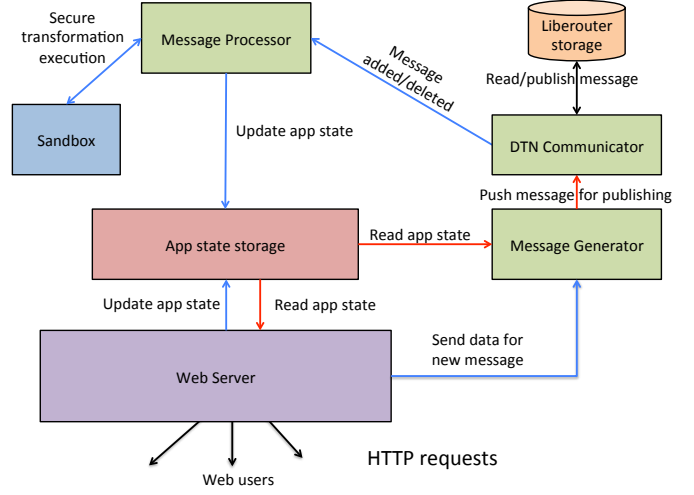 Secure
transformation
execution
Message Processor
Liberouter
storage
Message
added/deleted
Read/publish message
Sandbox
Update app state
DTN Communicator
Push message for publishing
App state storage
Read app state
Message Generator
Update app state
Read app state
Send data for
new message
Web Server
HTTP requests
Web users